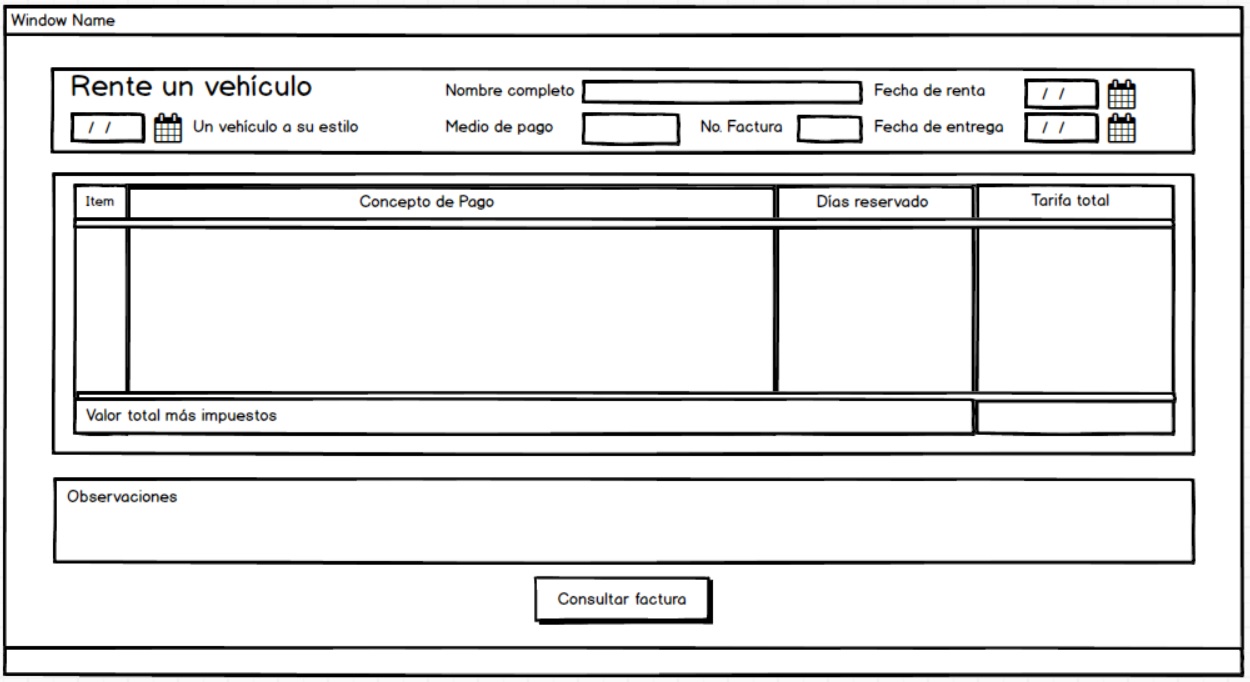 Window Name
Rente un vehículo
Nombre completo
Fecha de renta
/ /
/ /
Un vehículo a su estilo
Medio de pago
No. Factura
Fecha de entrega
/ /
Item
Concepto de Pago
Días reservado
Tarifa total
Valor total más impuestos
Observaciones
Consultar factura